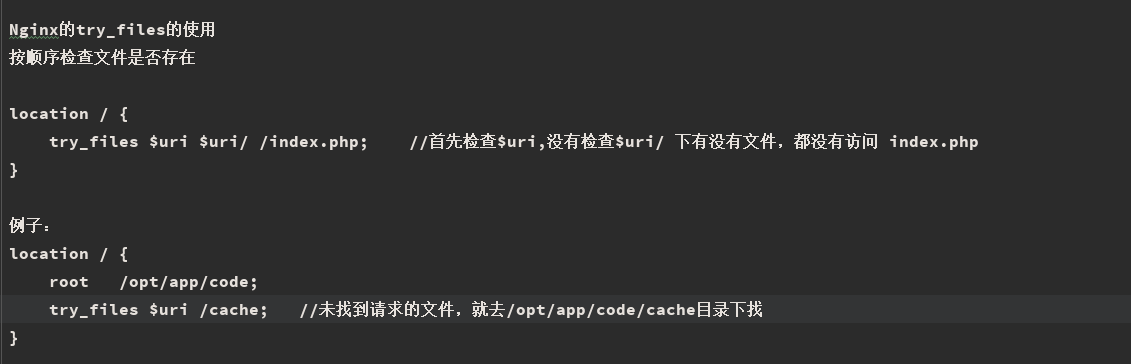 Nginx的try_files的使用
按顺序检查文件是否存在
location / {
    try_files $uri $uri/ /index.php;    //首先检查$uri,没有检查$uri/ 下有没有文件，都没有访问 index.php
}
例子：
location / {
    root   /opt/app/code;
    try_files $uri /cache;   //未找到请求的文件，就去/opt/app/code/cache目录下找
}